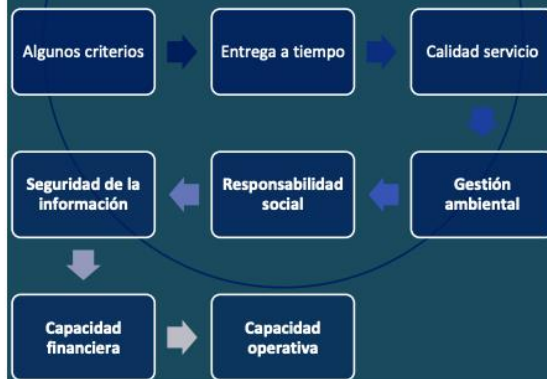 Algunos criterios
Entrega a tiempo
Calidad servicio
Gestión
ambiental
Responsabilidad
social
Seguridad de la
información
Capacidad
financiera
Capacidad
operativa